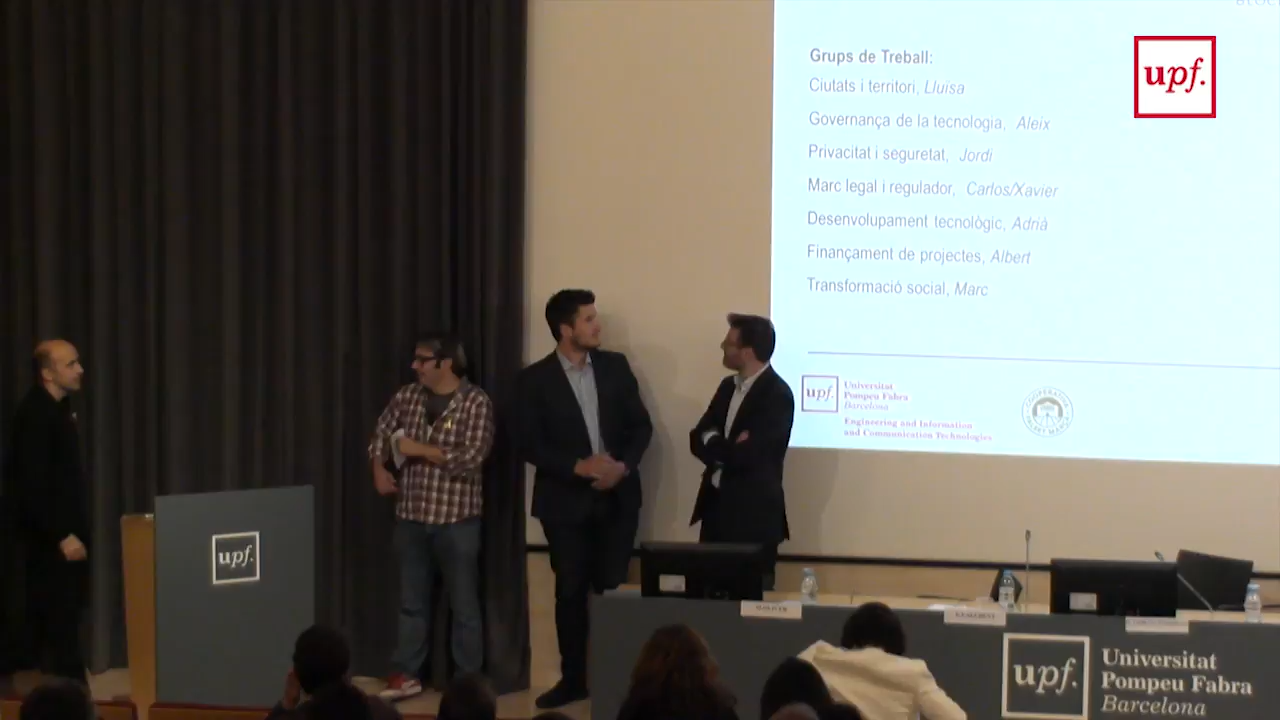 Grups de Treball:
Ciutats i territori, Lluïsa
Governança de la tecnologia, Aleix
Privacitat i seguretat, Jordi
Marc legal i regulador, Carlos/Xavier
Desenvolupament tecnològic, Adrià
Finançament de projectes, Albert
Transformació social, Marc
upf.
upf.
Universitat
Pompeu Fabra
Barcelona
Engineering and Information
and Communication Technologies
upf.
upf.
Universitat
Pompeu Fabra
Barcelona